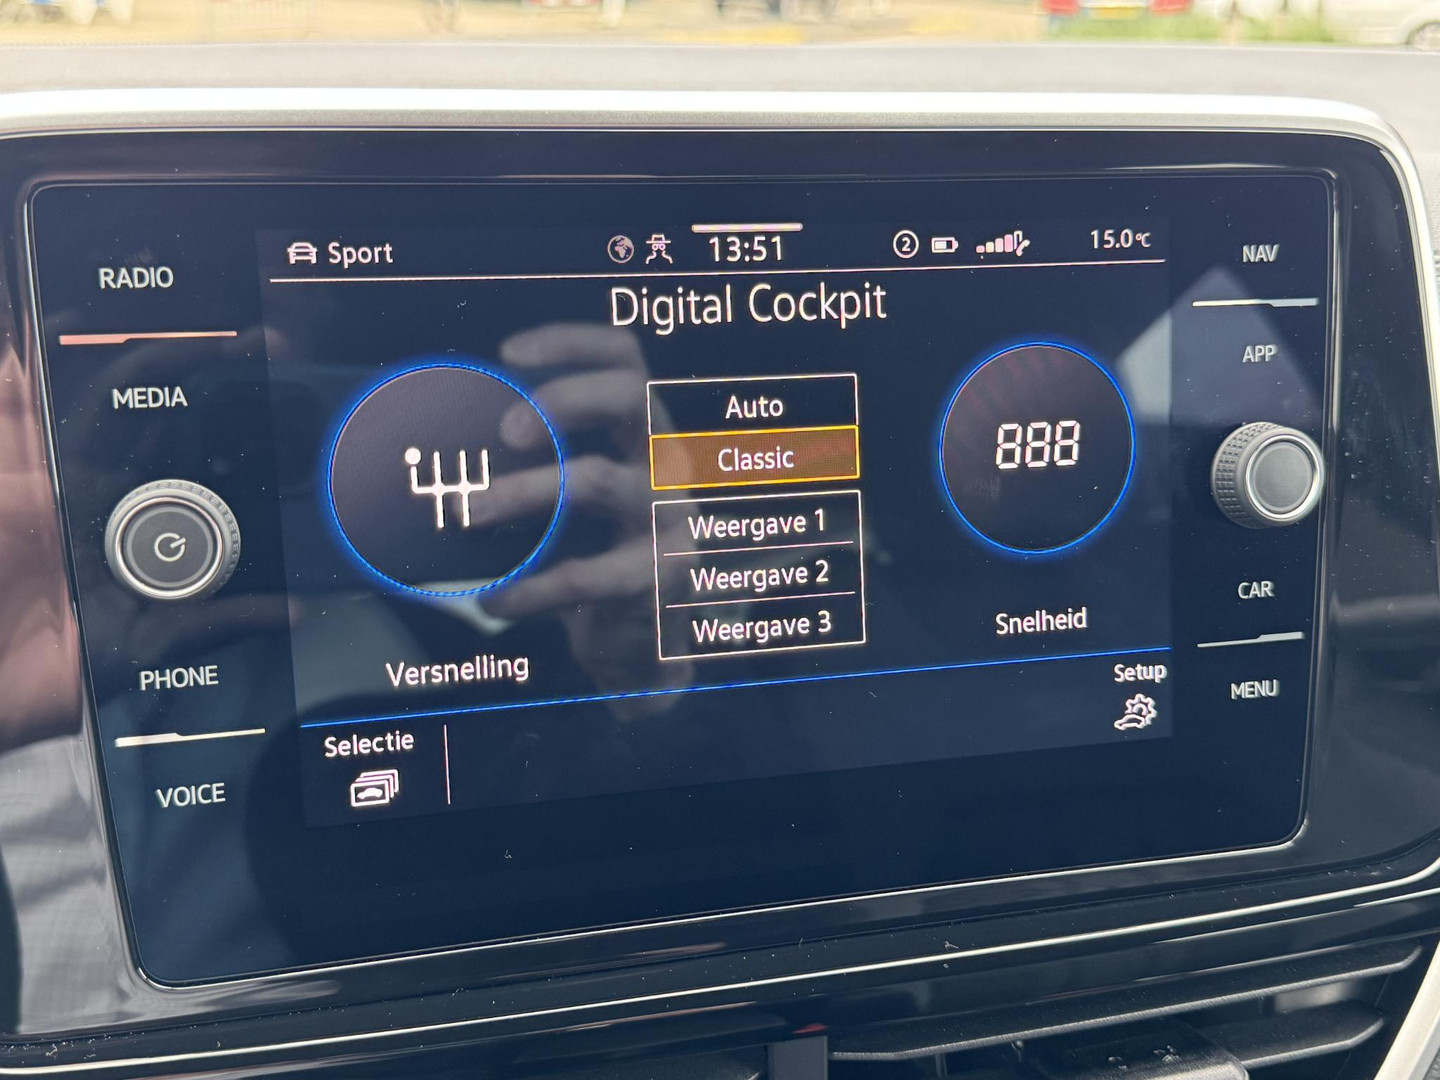 RADIO
MEDIA
PHONE
VOICE
Sport
13:51
2
15.0°C
Digital Cockpit
Auto
Classic
Weergave 1
Weergave 2
Weergave 3
888
Versnelling
Snelheid
Selectie
Setup
NAV
APP
CAR
MENU